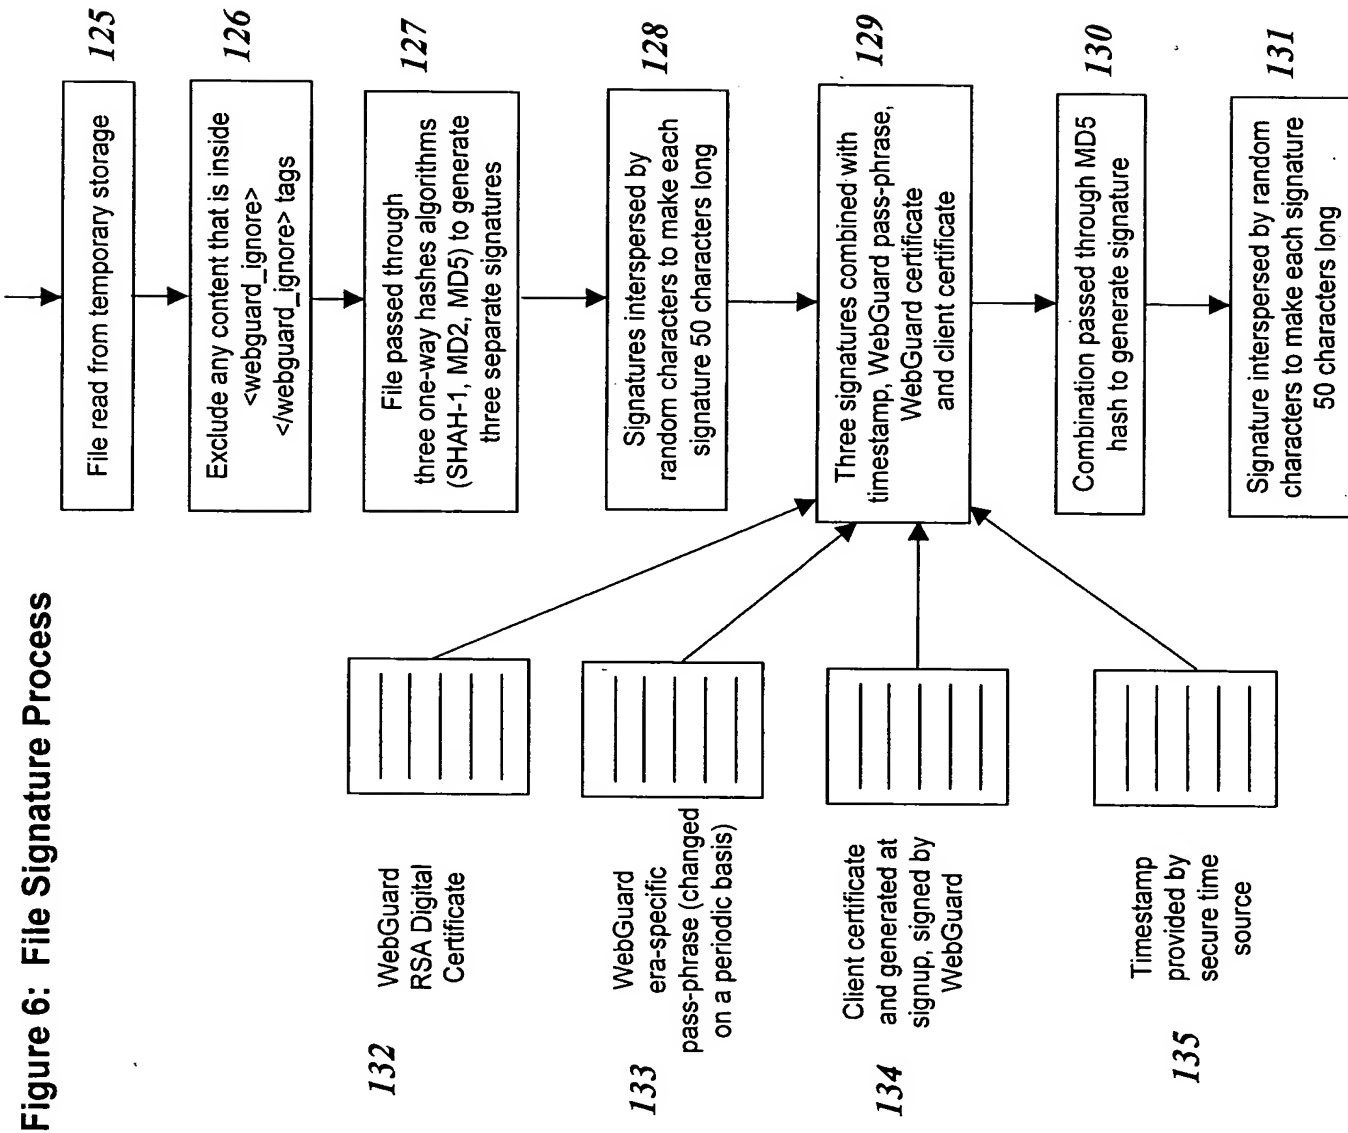 Figure 6: File Signature Process
File read from temporary storage
125
Exclude any content that is inside
<webguard_ignore>
</webguard_ignore> tags
126
File passed through
three one-way hashes algorithms
(SHAH-1, MD2, MD5) to generate
three separate signatures
127
Signatures interspersed by
random characters to make each
signature 50 characters long
128
Three signatures combined with
timestamp, WebGuard pass-phrase,
WebGuard certificate
and client certificate
129
Combination passed through MD5
hash to generate signature
130
Signature interspersed by random
characters to make each signature
50 characters long
131
132
WebGuard
RSA Digital
Certificate
133
WebGuard
era-specific
pass-phrase (changed
on a periodic basis)
134
Client certificate
and generated at
signup, signed by
WebGuard
135
Timestamp
provided by
secure time
source